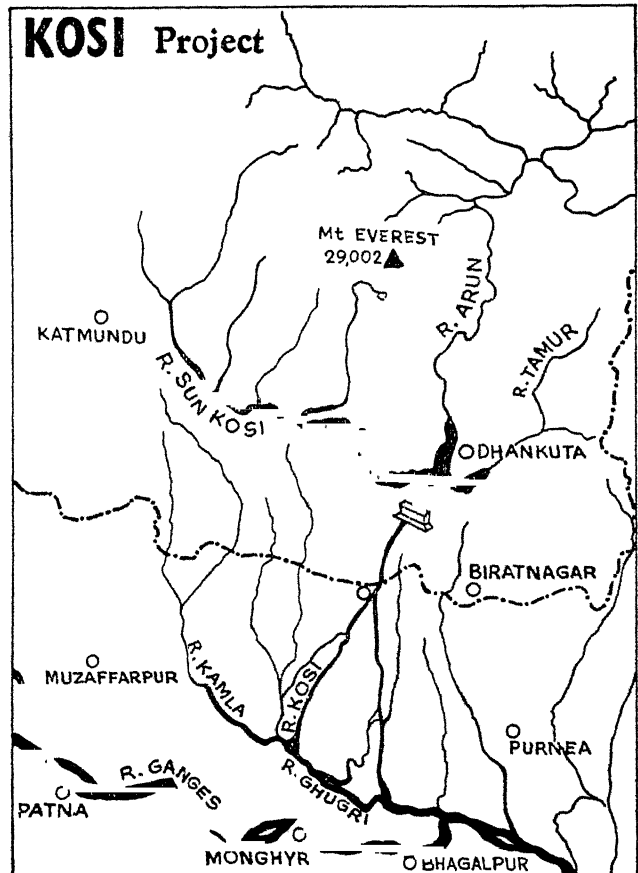 KOSI Project
Mt EVEREST
29,002
R. ARUN
KATMUNDU
R. TAMUR
R. SUN KOSI
DHANKUTA
BIRATNAGAR
R. KAMLA
R. KOSI
MUZAFFARPUR
PURNEA
R. GHUGRI
R. GANGES
PATNA
MONGHYR
BHAGALPUR